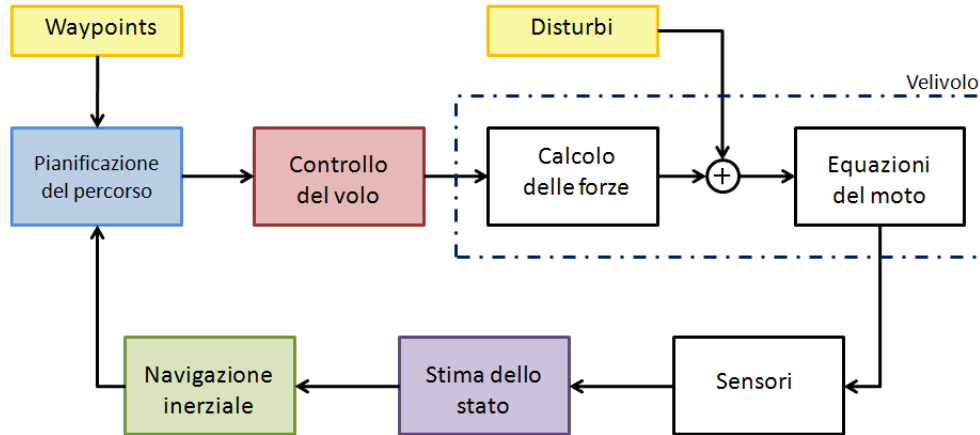 Waypoints
Disturbi
Velivolo
Pianificazione
del percorso
Controllo
del volo
Calcolo
delle forze
+
Equazioni
del moto
Navigazione
inerziale
Stima dello
stato
Sensori